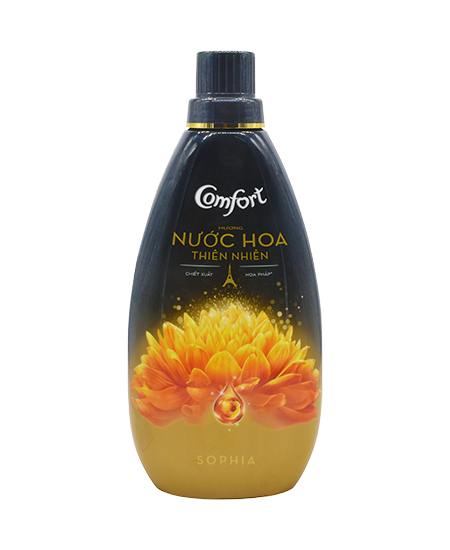 Comfort
HƯƠNG
NƯỚC HOA
THIÊN NHIÊN
CHIẾT XUẤT HOA PHÁP*
SOPHIA